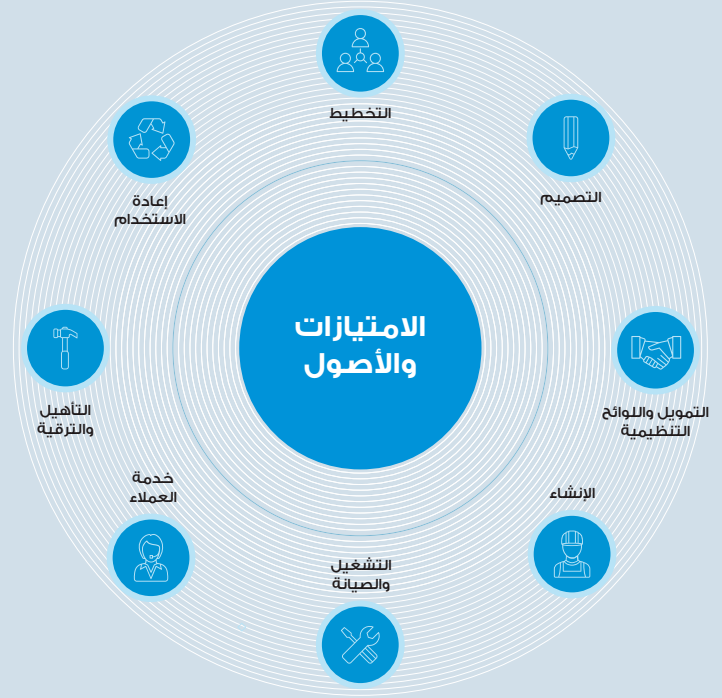 التخطيط
التصميم
التمويل واللوائح
التنظيمية
الإنشاء
التشغيل
والصيانة
خدمة
العملاء
التأهيل
والترقية
إعادة
الاستخدام
الامتيازات
والأصول